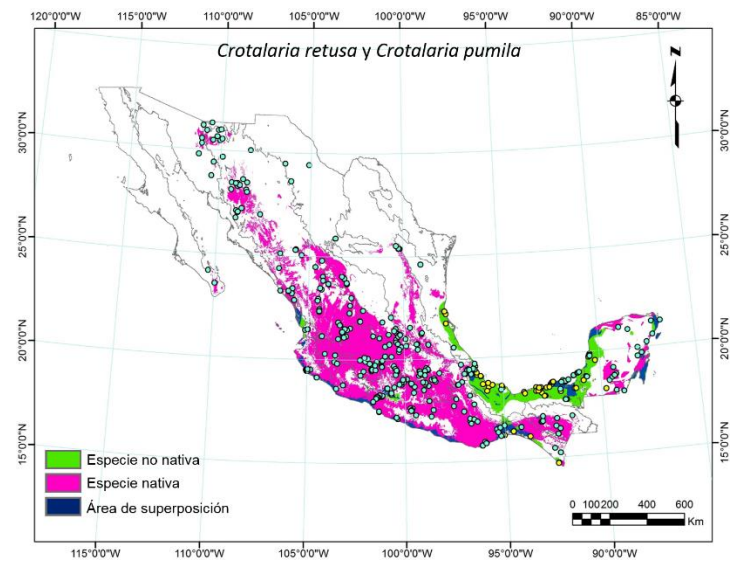 120°0'0"W 115°0'0"W 110°0'0"W 105°0'0"W 100°0'0"W 95°0'0"W 90°0'0"W 85°0'0"W
Crotalaria retusa y Crotalaria pumila
N
30°0'0"N 30°0'0"N
25°0'0"N 25°0'0"N
20°0'0"N 20°0'0"N
15°0'0"N 15°0'0"N
Especie no nativa
Especie nativa
Área de superposición
0 100 200 400 600
Km
115°0'0"W 110°0'0"W 105°0'0"W 100°0'0"W 95°0'0"W 90°0'0"W